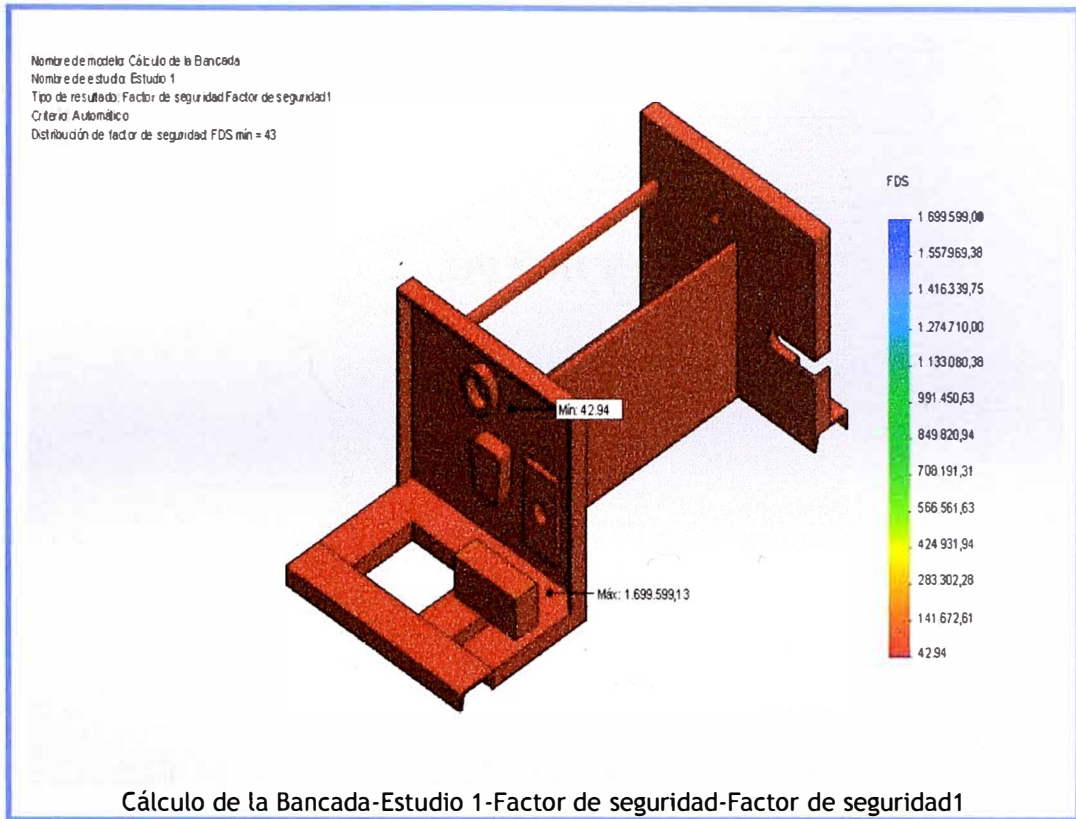 Nombre de modelo: Cálculo de la Bancada
Nombre de estudio: Estudio 1
Tipo de resultado: Factor de seguridad Factor de seguridad1
Criterio: Automático
Distribución de factor de seguridad: FDS min = 43
FDS
1 699 599,00
1.557 969,38
1 416.339,75
1.274 710,00
1 133 080,38
991 450,63
849 820,94
708 191,31
566 561,63
424 931,94
283 302,28
141 672,61
42.94
Mín: 42.94
Máx: 1.699.599,13
Cálculo de la Bancada-Estudio 1-Factor de seguridad-Factor de seguridad1